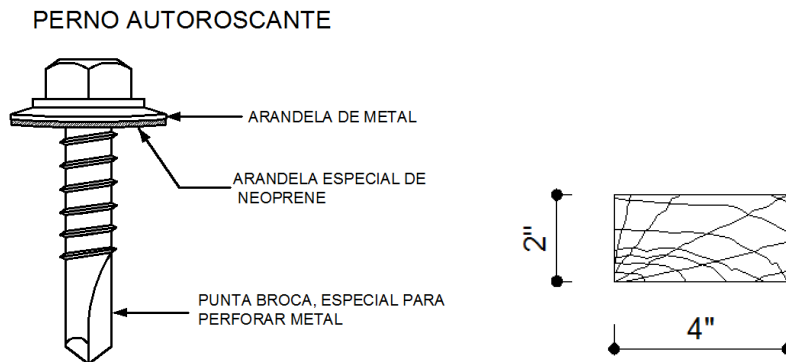 PERNO AUTOROSCANTE
ARANDELA DE METAL
ARANDELA ESPECIAL DE
NEOPRENE
PUNTA BROCA, ESPECIAL PARA
PERFORAR METAL
2"
4"